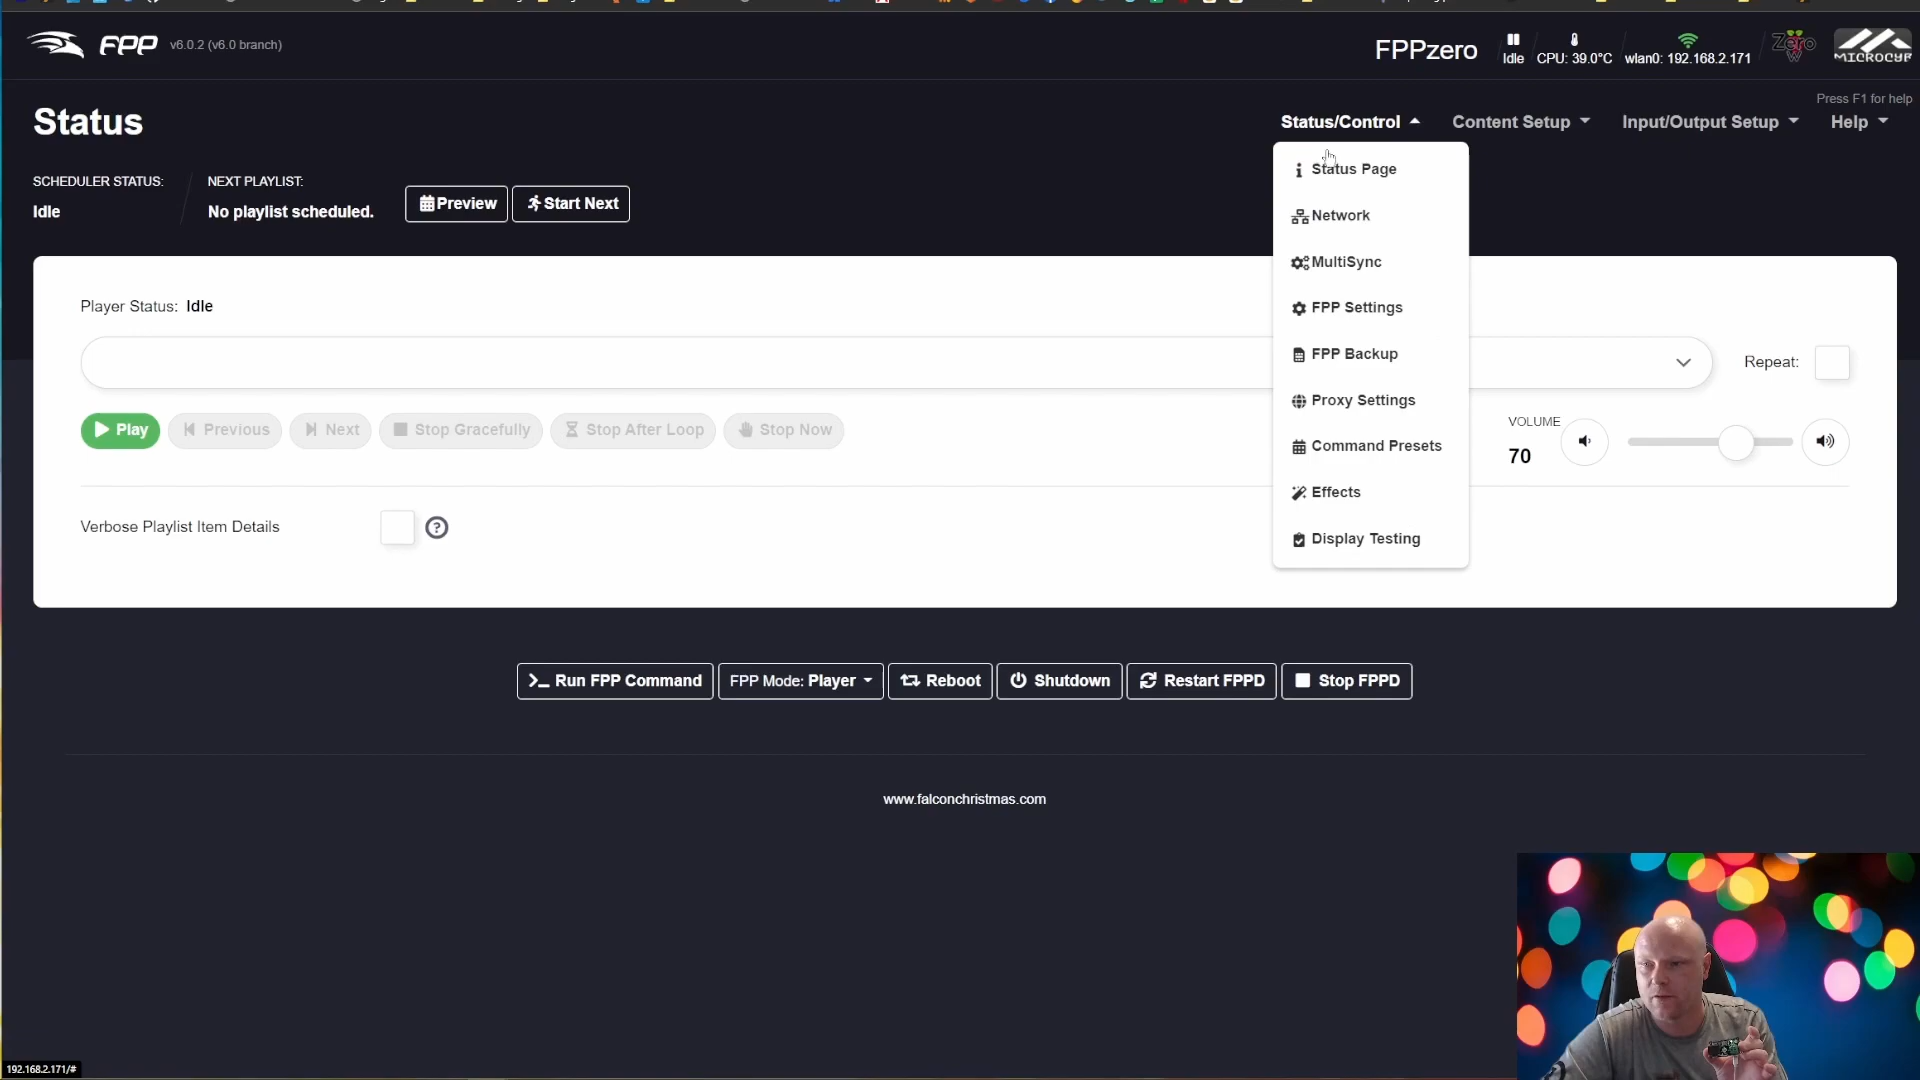 FPP v6.0.2 (v6.0 branch)
FPPzero
Idle CPU: 39.0°C wlan0: 192.168.2.171
Zero W
MICROCYP
Press F1 for help
Status
Status/Control Content Setup Input/Output Setup Help
Status Page
Network
MultiSync
FPP Settings
FPP Backup
Proxy Settings
Command Presets
Effects
Display Testing
SCHEDULER STATUS:
Idle
NEXT PLAYLIST:
No playlist scheduled.
Preview
Start Next
Player Status: Idle
Repeat:
Play Previous Next Stop Gracefully Stop After Loop Stop Now
VOLUME
70
Verbose Playlist Item Details ?
Run FPP Command FPP Mode: Player Reboot Shutdown Restart FPPD Stop FPPD
www.falconchristmas.com
192.168.2.171/#